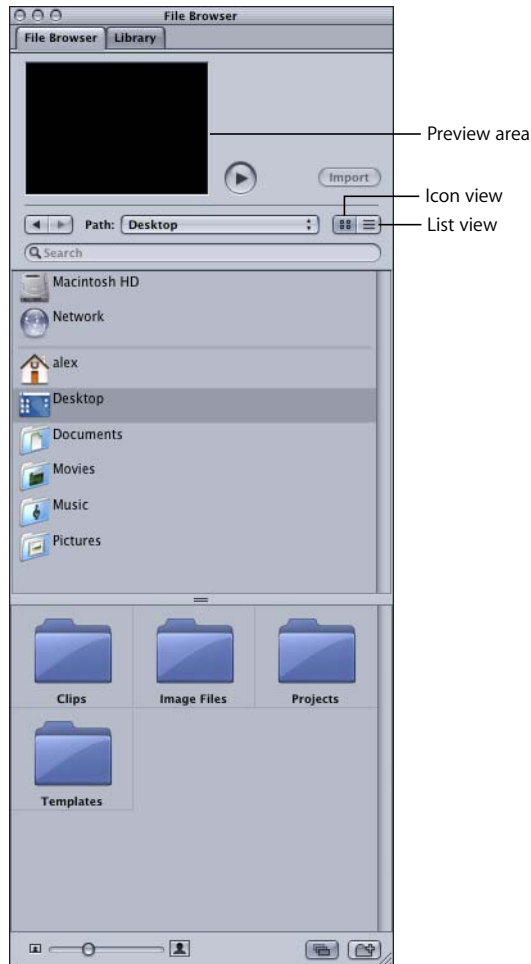 File Browser
File Browser
Library
Preview area
Import
Icon view
Path: Desktop
List view
Search
Macintosh HD
Network
alex
Desktop
Documents
Movies
Music
Pictures
Clips
Image Files
Projects
Templates